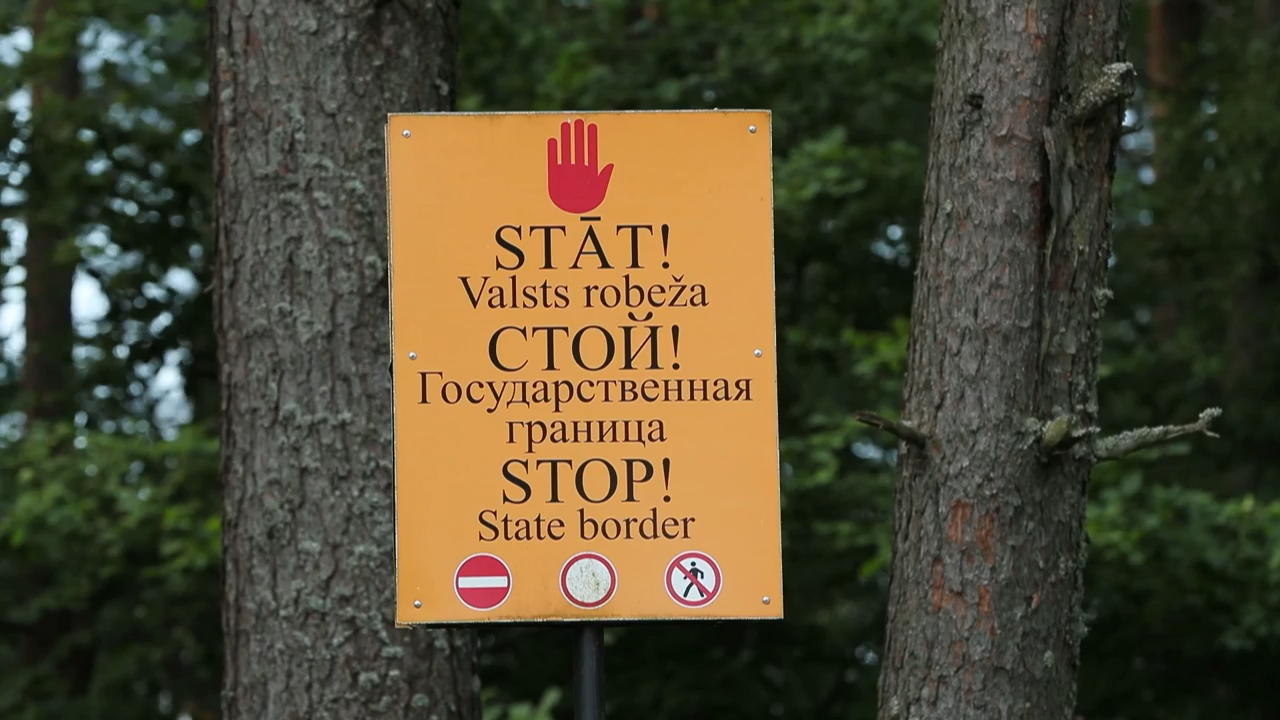 STĀT!
Valsts robeža
СТОЙ!
Государственная
граница
STOP!
State border